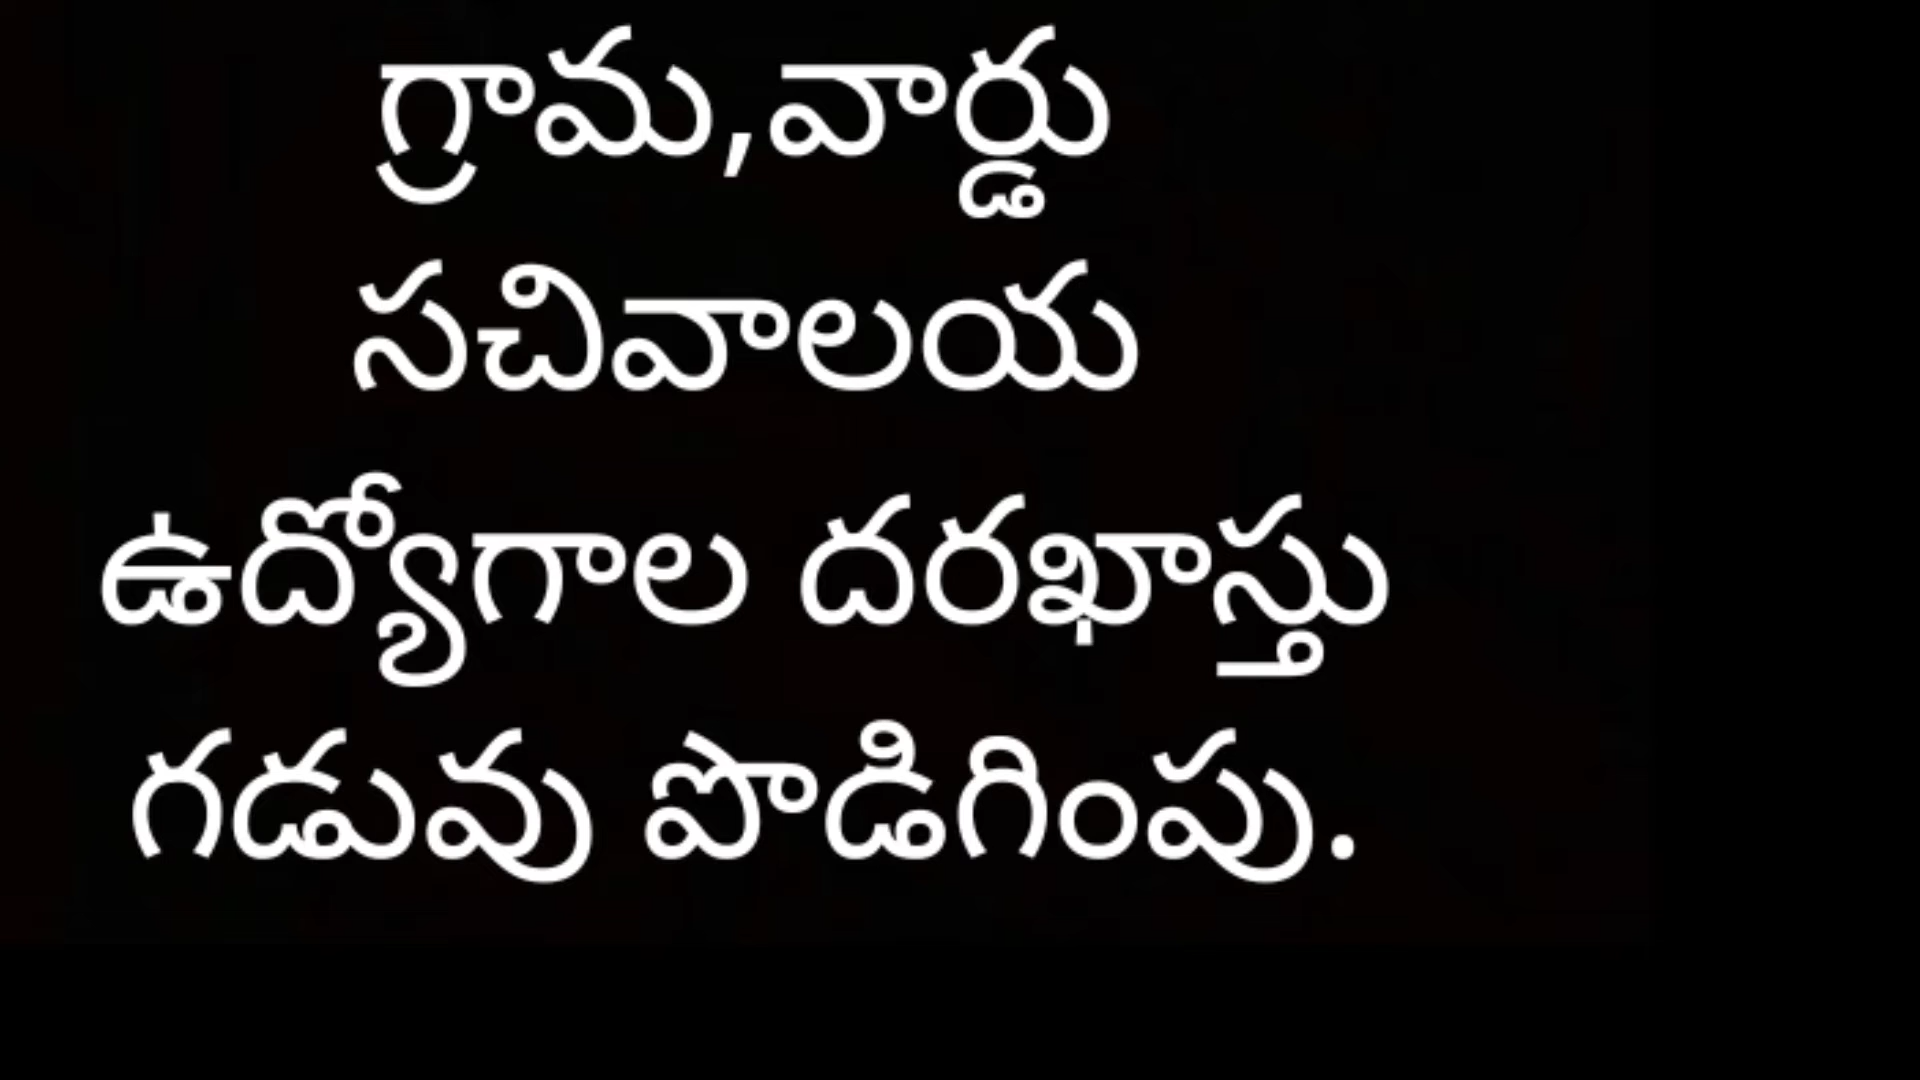 గ్రామ,వార్డు
సచివాలయ
ఉద్యోగాల దరఖాస్తు
గడువు పొడిగింపు.